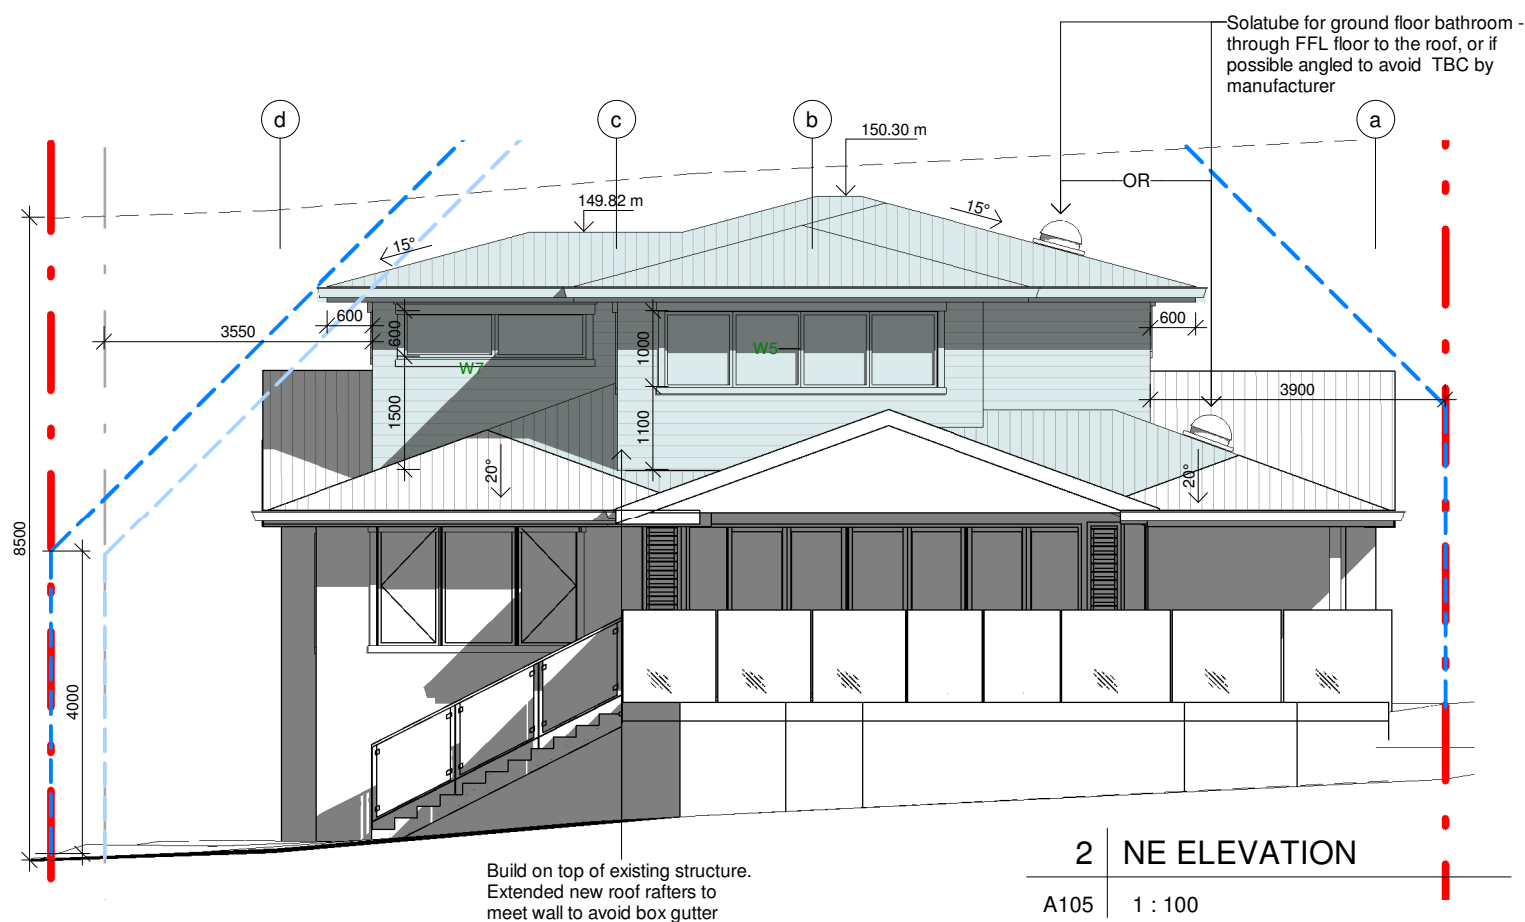 Solatube for ground floor bathroom -
through FFL floor to the roof, or if
possible angled to avoid TBC by
manufacturer
d
c
b
a
150.30 m
OR
149.82 m
15°
15°
600
3550
600
1000
W7
W5
600
3900
1500
1100
20°
20°
8500
4000
Build on top of existing structure.
Extended new roof rafters to
meet wall to avoid box gutter
2 NE ELEVATION
A105 1 : 100